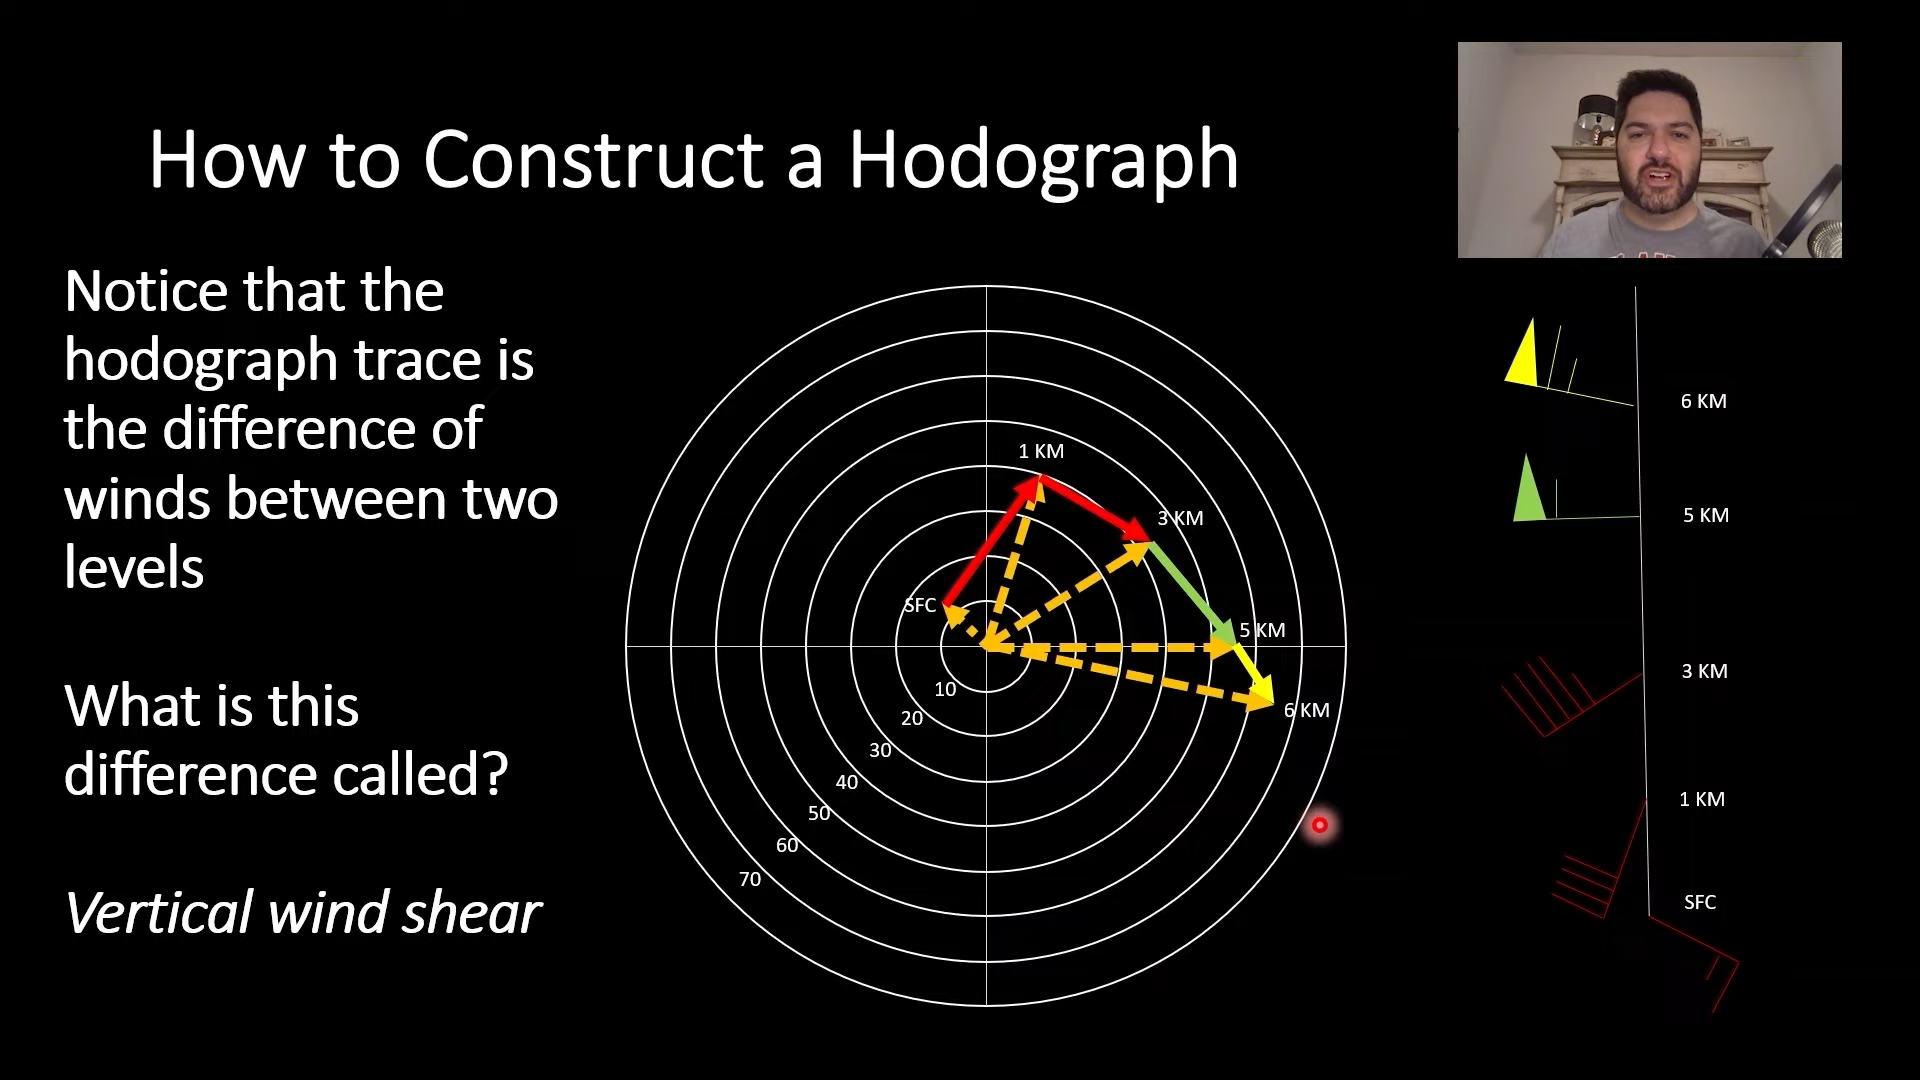 How to Construct a Hodograph
Notice that the
hodograph trace is
the difference of
winds between two
levels
What is this
difference called?
Vertical wind shear
1 KM
3 KM
SFC
5 KM
6 KM
10
20
30
40
50
60
70
6 KM
5 KM
3 KM
1 KM
SFC